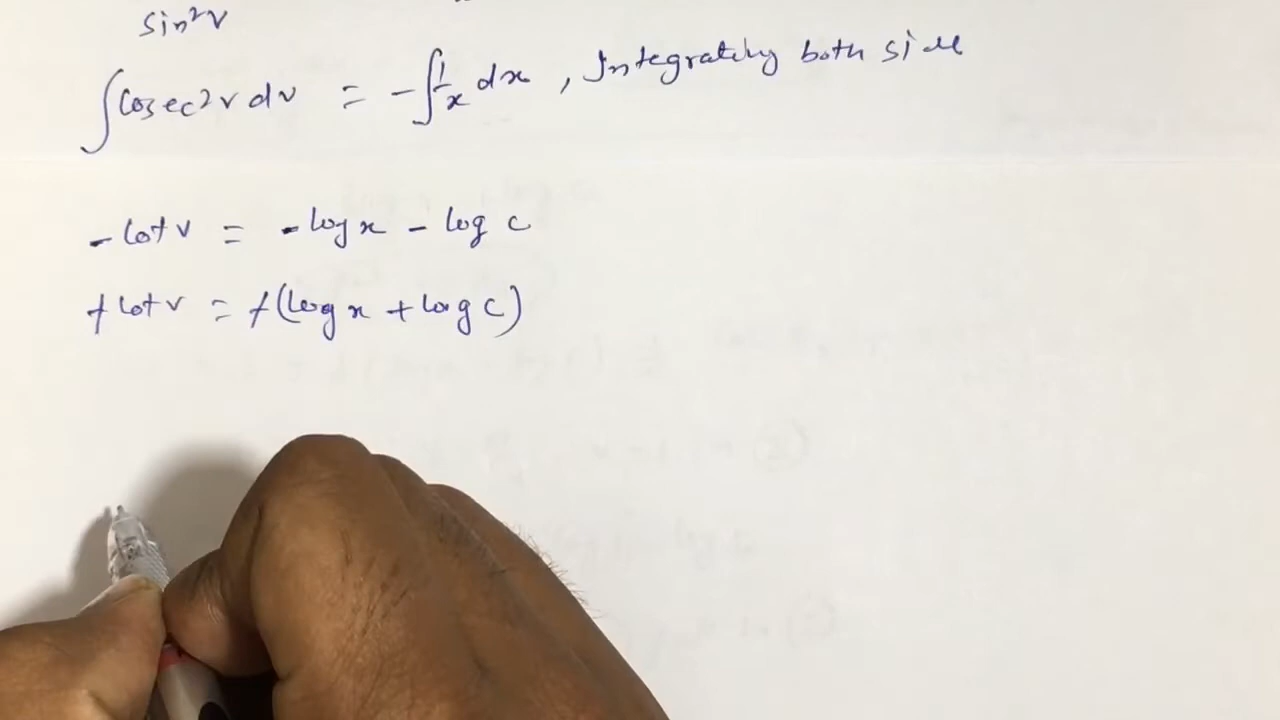 sin²v
∫cosec²v dv = -∫1/x dx , Integrating both side
- cot v = - log x - log c
+ cot v = +(log x + log c)